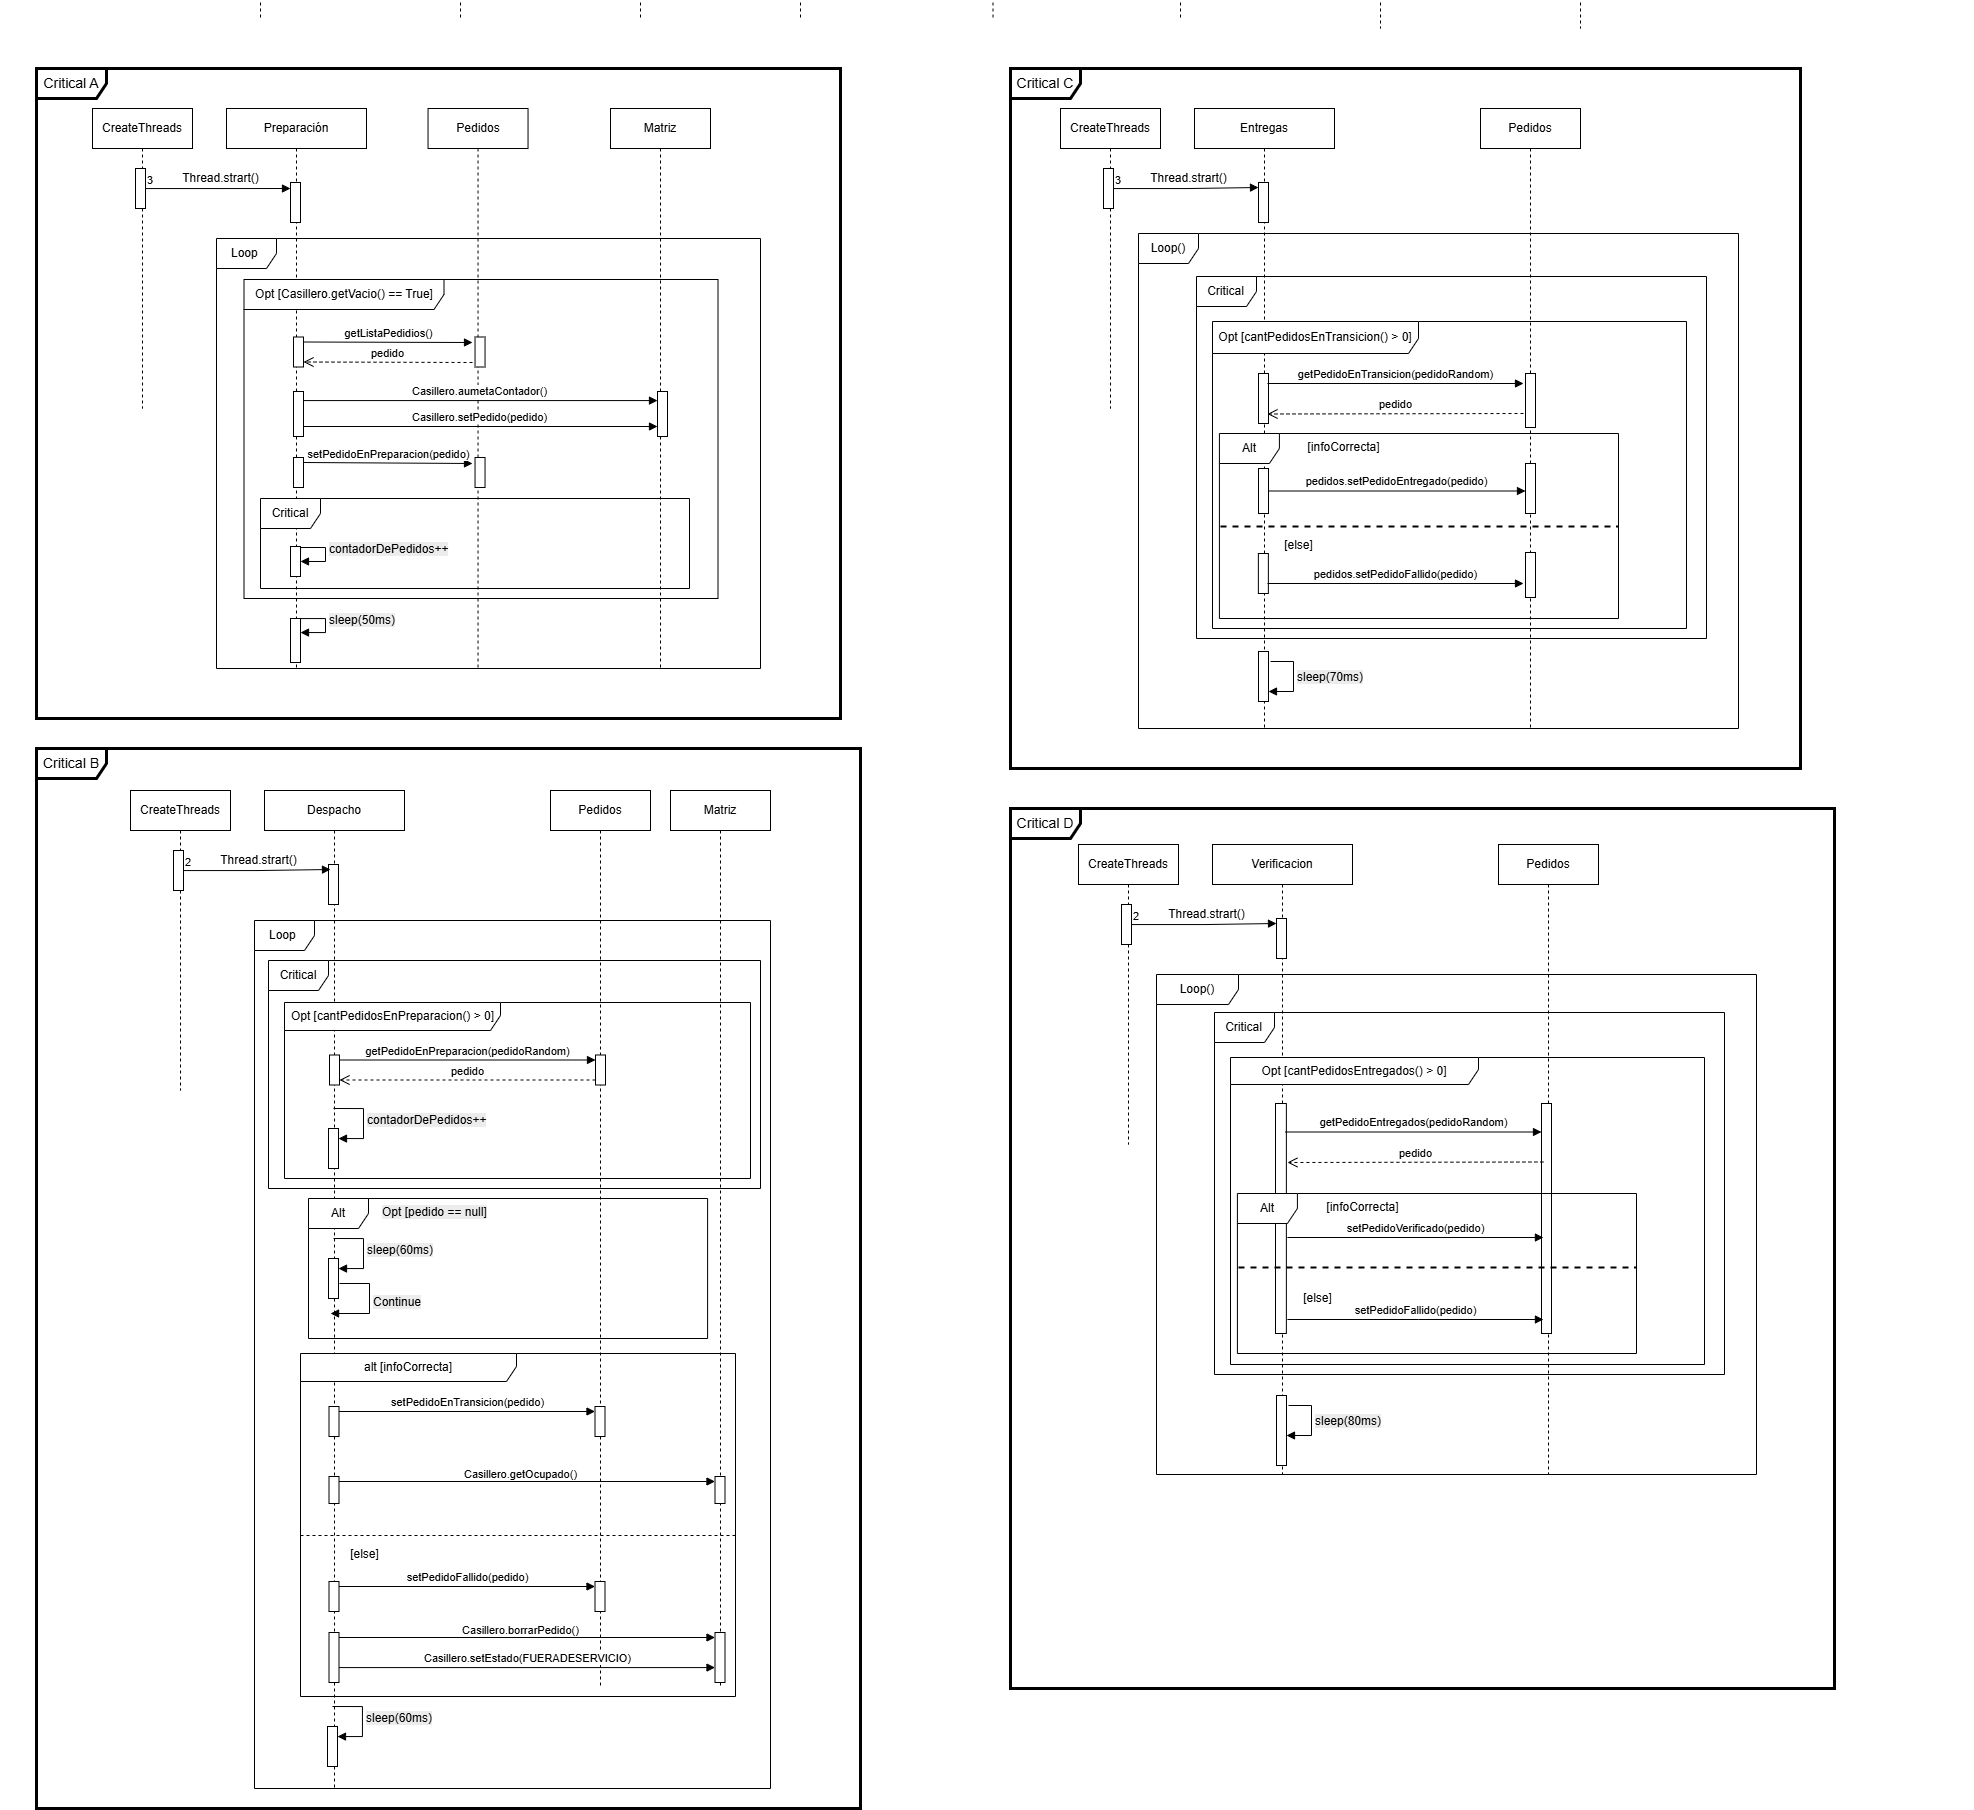 Critical A
CreateThreads
Preparación
Pedidos
Matriz
3
Thread.strart()
Loop
Opt [Casillero.getVacio() == True]
getListaPedidios()
pedido
Casillero.aumetaContador()
Casillero.setPedido(pedido)
setPedidoEnPreparacion(pedido)
Critical
contadorDePedidos++
sleep(50ms)
Critical B
CreateThreads
Despacho
Pedidos
Matriz
2
Thread.strart()
Loop
Critical
Opt [cantPedidosEnPreparacion() > 0]
getPedidoEnPreparacion(pedidoRandom)
pedido
contadorDePedidos++
Alt
Opt [pedido == null]
sleep(60ms)
Continue
alt [infoCorrecta]
setPedidoEnTransicion(pedido)
Casillero.getOcupado()
[else]
setPedidoFallido(pedido)
Casillero.borrarPedido()
Casillero.setEstado(FUERADESERVICIO)
sleep(60ms)
Critical C
CreateThreads
Entregas
Pedidos
3
Thread.strart()
Loop()
Critical
Opt [cantPedidosEnTransicion() > 0]
getPedidoEnTransicion(pedidoRandom)
pedido
Alt
[infoCorrecta]
pedidos.setPedidoEntregado(pedido)
[else]
pedidos.setPedidoFallido(pedido)
sleep(70ms)
Critical D
CreateThreads
Verificacion
Pedidos
2
Thread.strart()
Loop()
Critical
Opt [cantPedidosEntregados() > 0]
getPedidoEntregados(pedidoRandom)
pedido
Alt
[infoCorrecta]
setPedidoVerificado(pedido)
[else]
setPedidoFallido(pedido)
sleep(80ms)